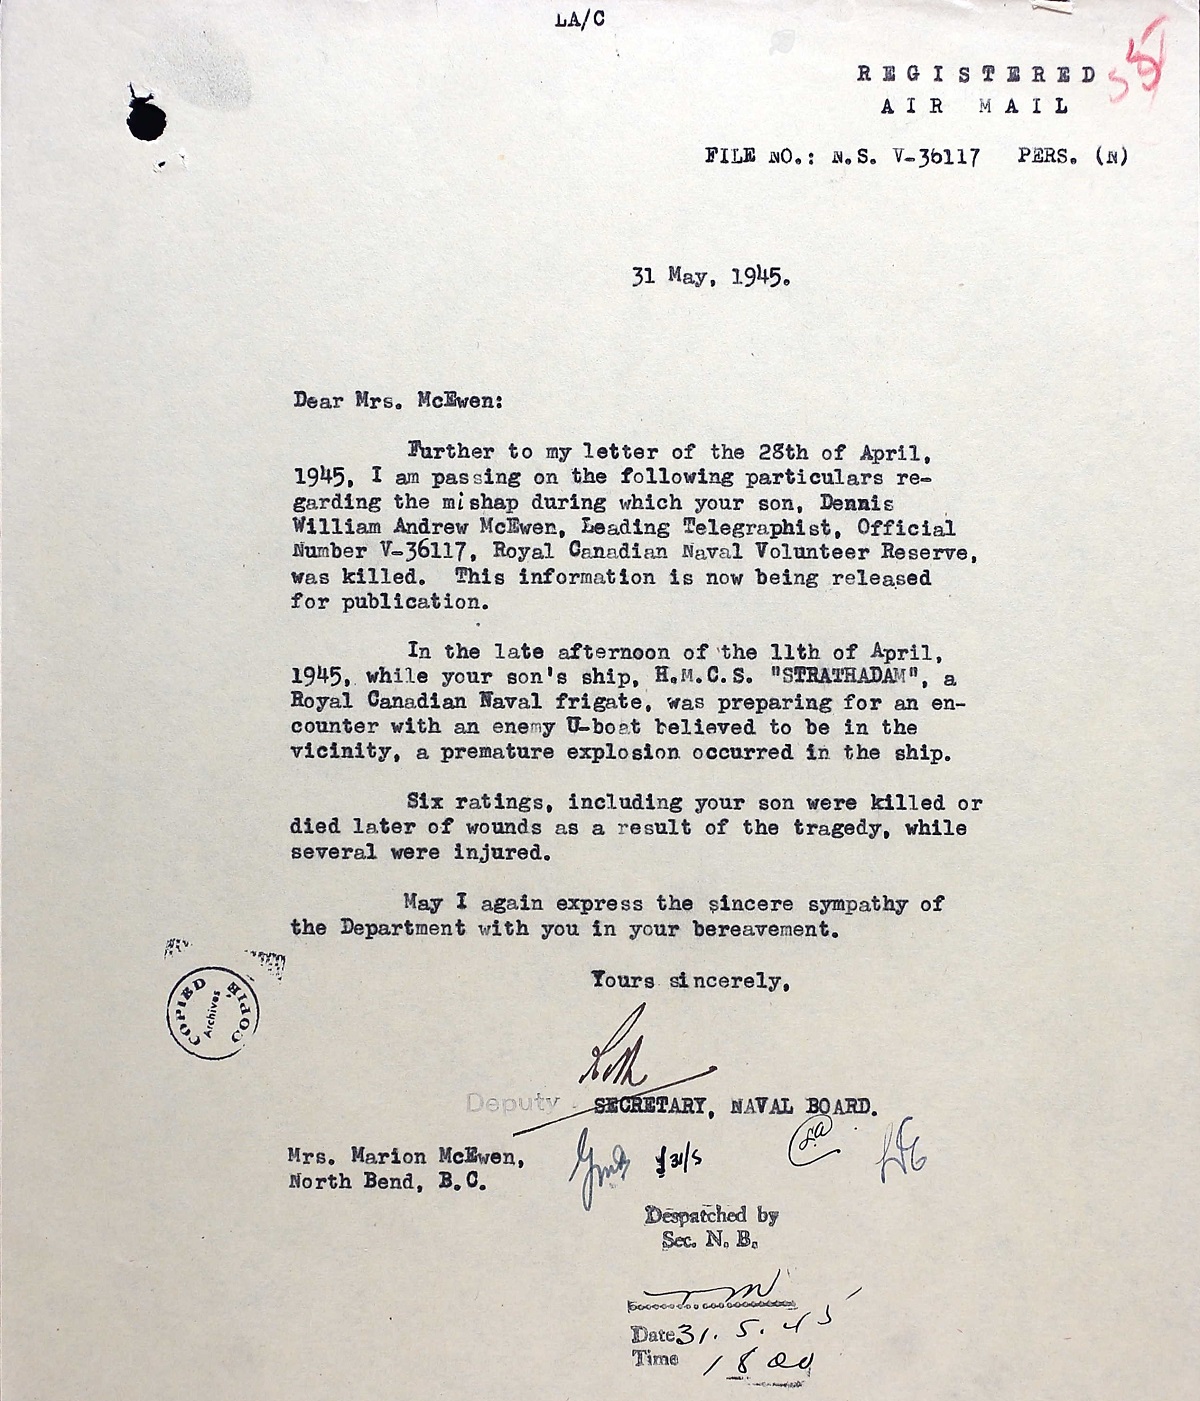 LA/C
REGISTERED
AIR MAIL
FILE NO.: N.S. V-36117 PERS. (N)
31 May, 1945.
Dear Mrs. McEwen:
Further to my letter of the 28th of April,
1945, I am passing on the following particulars re-
garding the mishap during which your son, Dennis
William Andrew McEwen, Leading Telegraphist, Official
Number V-36117, Royal Canadian Naval Volunteer Reserve,
was killed. This information is now being released
for publication.
In the late afternoon of the 11th of April,
1945, while your son's ship, H.M.C.S. "STRATHADAM", a
Royal Canadian Naval frigate, was preparing for an en-
counter with an enemy U-boat believed to be in the
vicinity, a premature explosion occurred in the ship.
Six ratings, including your son were killed or
died later of wounds as a result of the tragedy, while
several were injured.
May I again express the sincere sympathy of
the Department with you in your bereavement.
Yours sincerely,
COPIED
Archives
COPIÉ
Deputy SECRETARY, NAVAL BOARD.
Mrs. Marion McEwen,
North Bend, B.C.
31/5
Despatched by
Sec. N. B.
Date 31. 5. 45
Time 1800